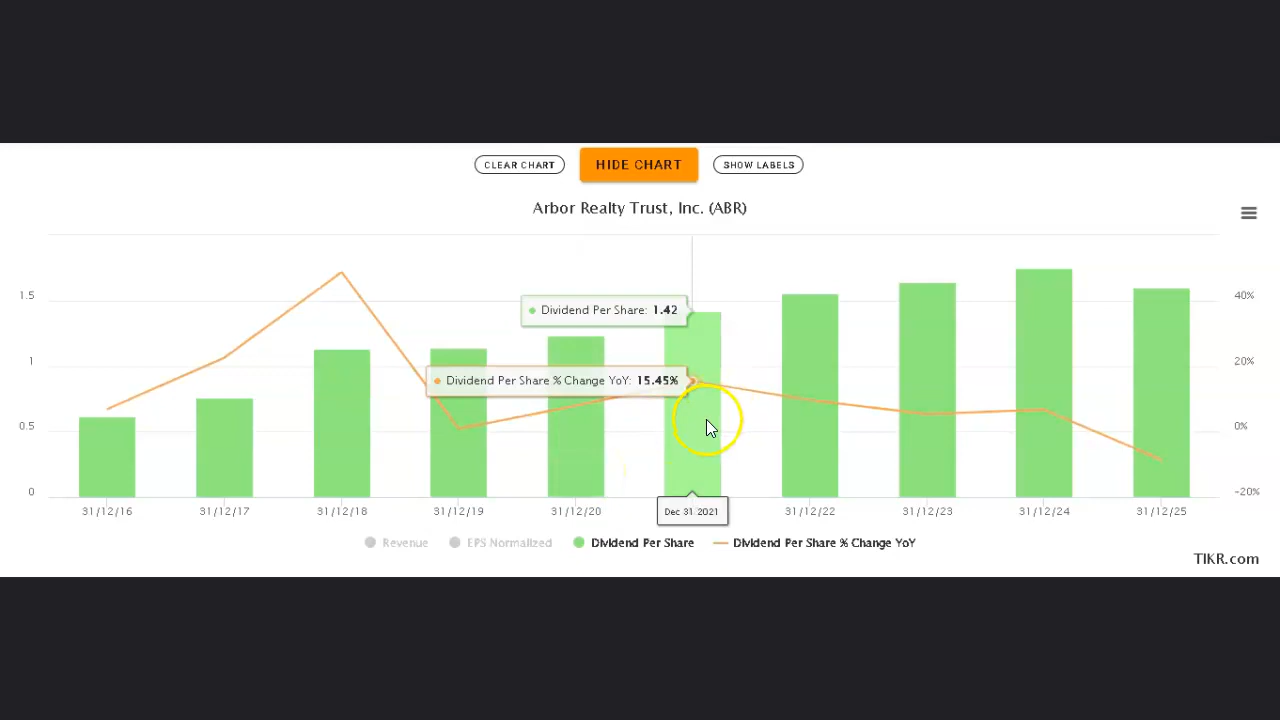 CLEAR CHART
HIDE CHART
SHOW LABELS
Arbor Realty Trust, Inc. (ABR)
1.5
1
0.5
0
40%
20%
0%
-20%
Dividend Per Share: 1.42
Dividend Per Share % Change YoY: 15.45%
31/12/16
31/12/17
31/12/18
31/12/19
31/12/20
Dec 31 2021
31/12/22
31/12/23
31/12/24
31/12/25
Revenue
EPS Normalized
Dividend Per Share
Dividend Per Share % Change YoY
TIKR.com